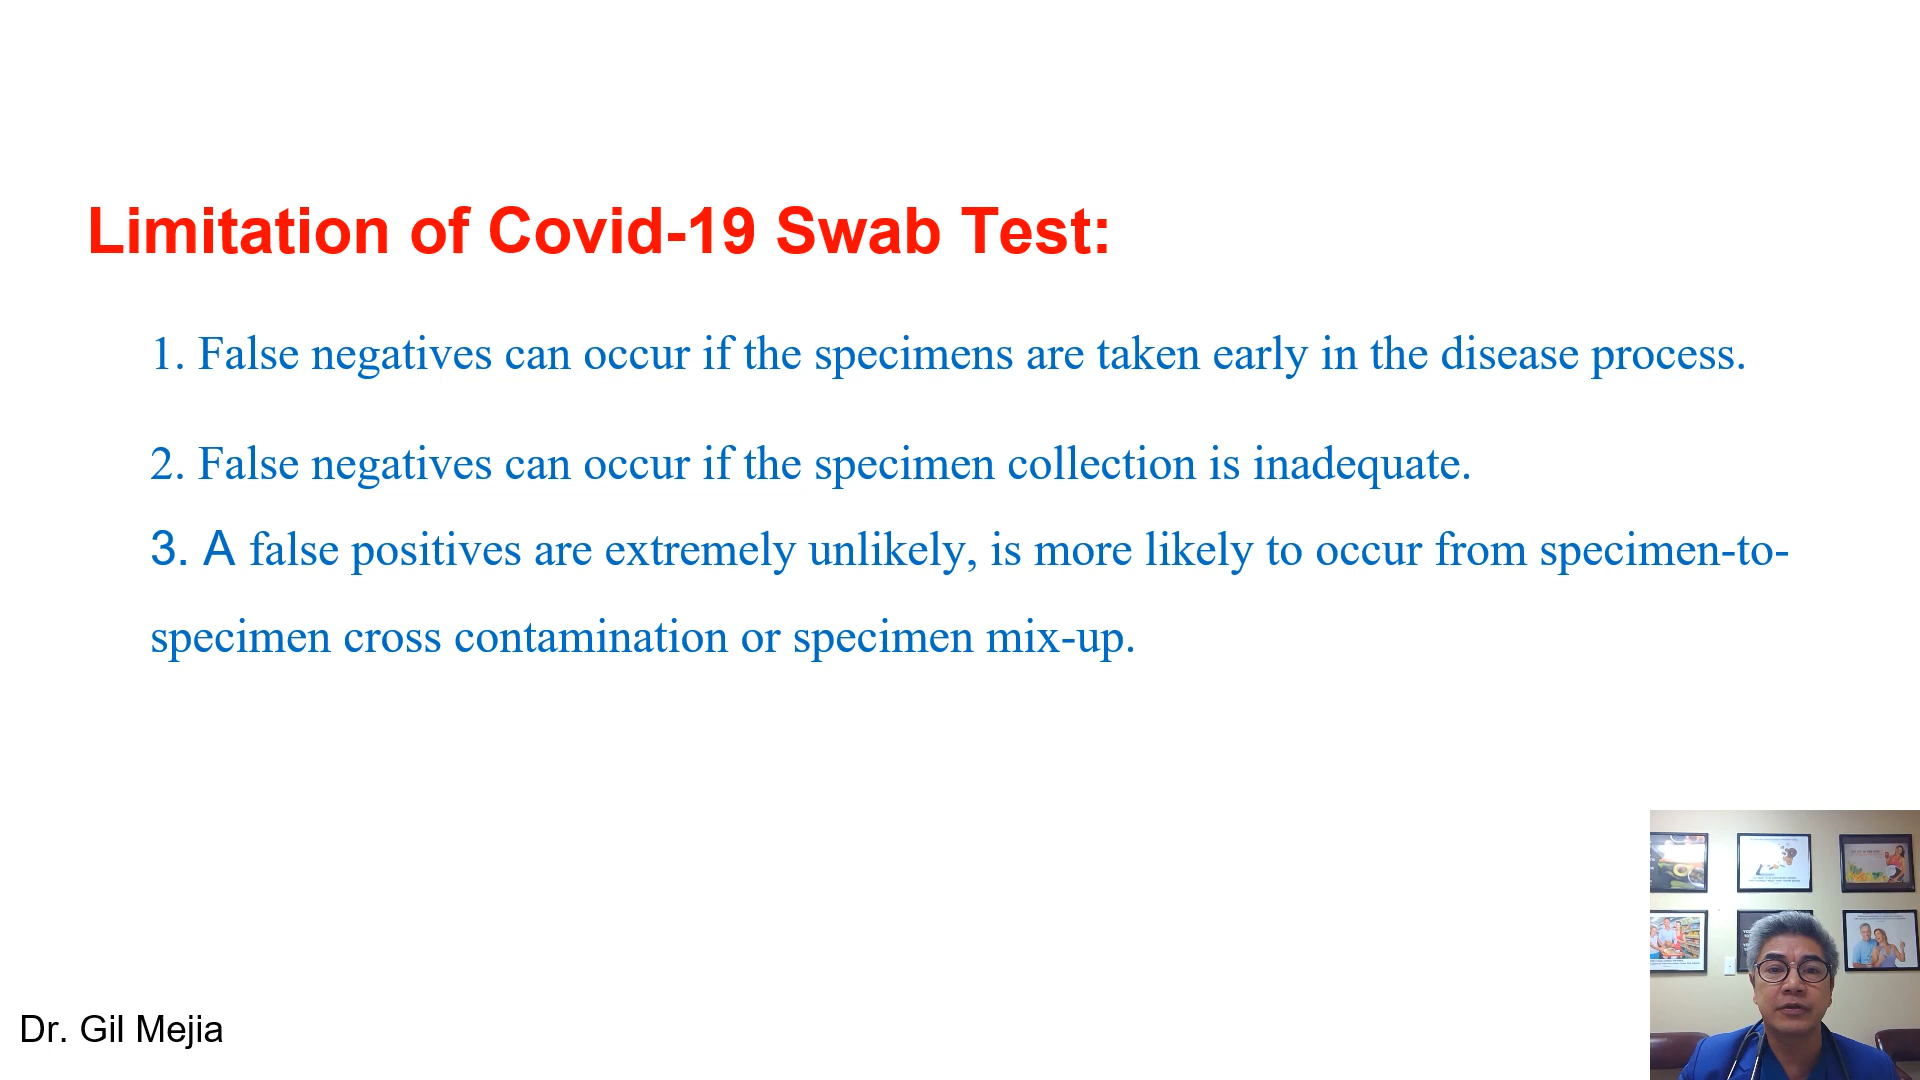 Limitation of Covid-19 Swab Test:
1. False negatives can occur if the specimens are taken early in the disease process.
2. False negatives can occur if the specimen collection is inadequate.
3. A false positives are extremely unlikely, is more likely to occur from specimen-to-
specimen cross contamination or specimen mix-up.
Dr. Gil Mejia